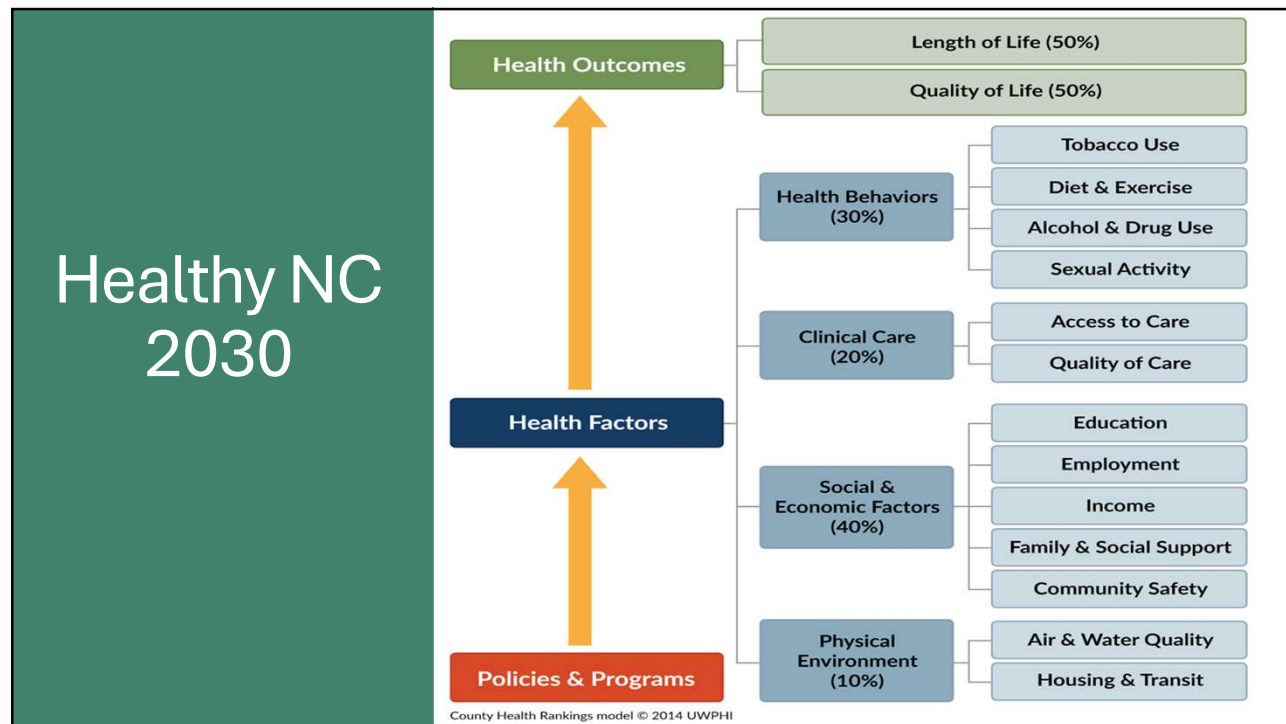 Healthy NC
2030
Health Outcomes
Length of Life (50%)
Quality of Life (50%)
Health Factors
Health Behaviors
(30%)
Tobacco Use
Diet & Exercise
Alcohol & Drug Use
Sexual Activity
Clinical Care
(20%)
Access to Care
Quality of Care
Social &
Economic Factors
(40%)
Education
Employment
Income
Family & Social Support
Community Safety
Physical
Environment
(10%)
Air & Water Quality
Housing & Transit
Policies & Programs
County Health Rankings model © 2014 UWPHI